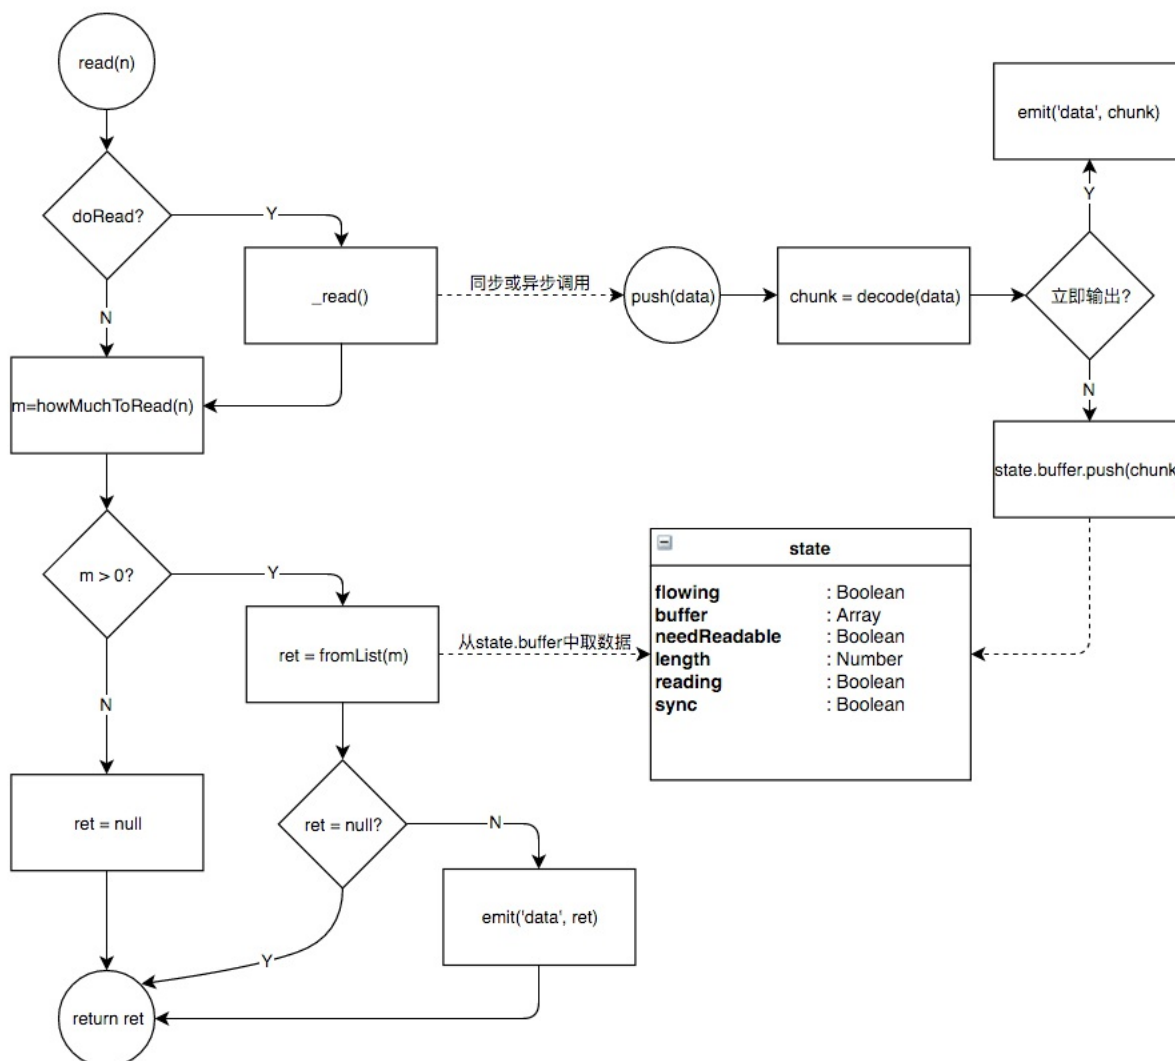 read(n)
emit('data', chunk)
Y
doRead?
Y
_read()
同步或异步调用
push(data)
chunk = decode(data)
立即输出?
N
N
m=howMuchToRead(n)
state.buffer.push(chunk
m > 0?
Y
ret = fromList(m)
从state.buffer中取数据
state
flowing : Boolean
buffer : Array
needReadable : Boolean
length : Number
reading : Boolean
sync : Boolean
N
ret = null
ret = null?
N
emit('data', ret)
Y
return ret